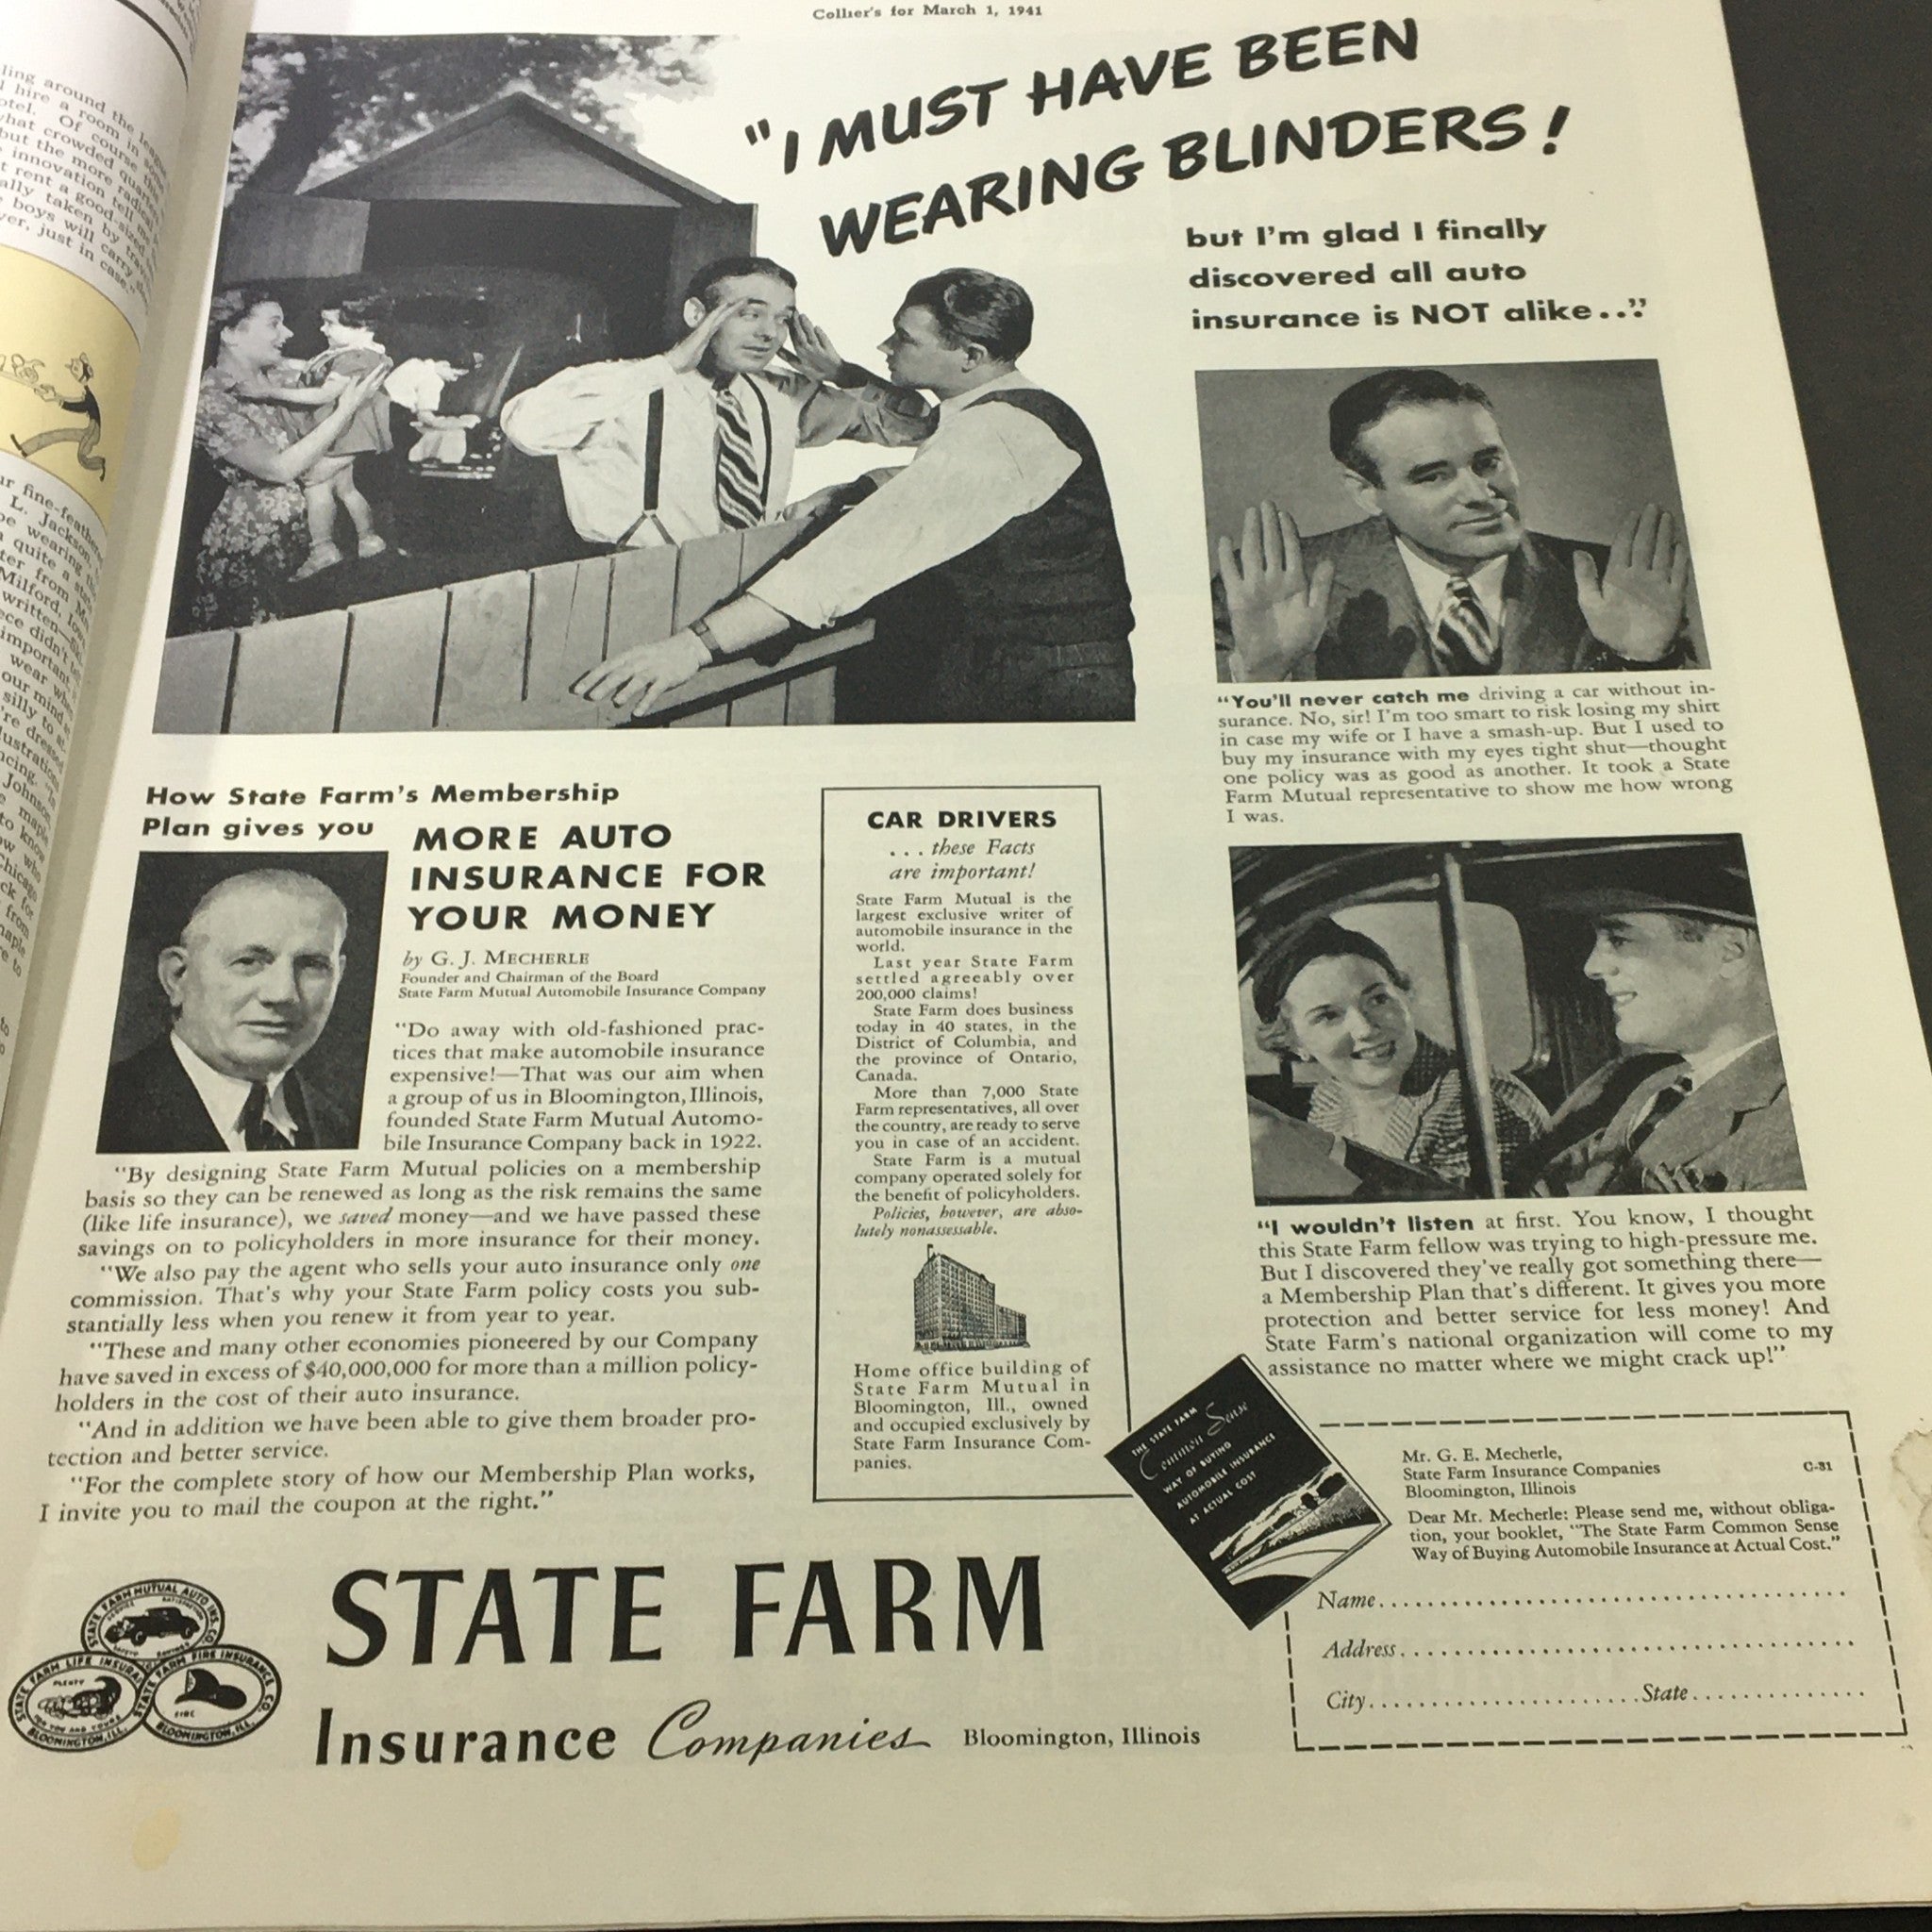 Collier's for March 1, 1941
"I MUST HAVE BEEN
WEARING BLINDERS!
but I'm glad I finally
discovered all auto
insurance is NOT alike..."
"You'll never catch me driving a car without in-
surance. No, sir! I'm too smart to risk losing my shirt
in case my wife or I have a smash-up. But I used to
buy my insurance with my eyes tight shut—thought
one policy was as good as another. It took a State
Farm Mutual representative to show me how wrong
I was.
"I wouldn't listen at first. You know, I thought
this State Farm fellow was trying to high-pressure me.
But I discovered they've really got something there—
a Membership Plan that's different. It gives you more
protection and better service for less money! And
State Farm's national organization will come to my
assistance no matter where we might crack up!"
How State Farm's Membership
Plan gives you
MORE AUTO
INSURANCE FOR
YOUR MONEY
by G. J. MECHERLE
Founder and Chairman of the Board
State Farm Mutual Automobile Insurance Company
"Do away with old-fashioned prac-
tices that make automobile insurance
expensive!—That was our aim when
a group of us in Bloomington, Illinois,
founded State Farm Mutual Automo-
bile Insurance Company back in 1922.
"By designing State Farm Mutual policies on a membership
basis so they can be renewed as long as the risk remains the same
(like life insurance), we saved money—and we have passed these
savings on to policyholders in more insurance for their money.
"We also pay the agent who sells your auto insurance only one
commission. That's why your State Farm policy costs you sub-
stantially less when you renew it from year to year.
"These and many other economies pioneered by our Company
have saved in excess of $40,000,000 for more than a million policy-
holders in the cost of their auto insurance.
"And in addition we have been able to give them broader pro-
tection and better service.
"For the complete story of how our Membership Plan works,
I invite you to mail the coupon at the right."
CAR DRIVERS
...these Facts
are important!
State Farm Mutual is the
largest exclusive writer of
automobile insurance in the
world.
Last year State Farm
settled agreeably over
200,000 claims!
State Farm does business
today in 40 states, in the
District of Columbia, and
the province of Ontario,
Canada.
More than 7,000 State
Farm representatives, all over
the country, are ready to serve
you in case of an accident.
State Farm is a mutual
company operated solely for
the benefit of policyholders.
Policies, however, are abso-
lutely nonassessable.
Home office building of
State Farm Mutual in
Bloomington, Ill., owned
and occupied exclusively by
State Farm Insurance Com-
panies.
THE STATE FARM
Common Sense
WAY OF BUYING
AUTOMOBILE INSURANCE
AT ACTUAL COST
Mr. G. E. Mecherle,
State Farm Insurance Companies C-31
Bloomington, Illinois
Dear Mr. Mecherle: Please send me, without obliga-
tion, your booklet, "The State Farm Common Sense
Way of Buying Automobile Insurance at Actual Cost."
Name
Address
City State
STATE FARM MUTUAL AUTO INS. CO.
STATE FARM LIFE INSURA
PLENTY
FOR YOU AND YOURS
BLOOMINGTON, ILL.
STATE FARM FIRE INSURANCE CO.
FIRE
BLOOMINGTON, ILL.
STATE FARM
Insurance Companies Bloomington, Illinois